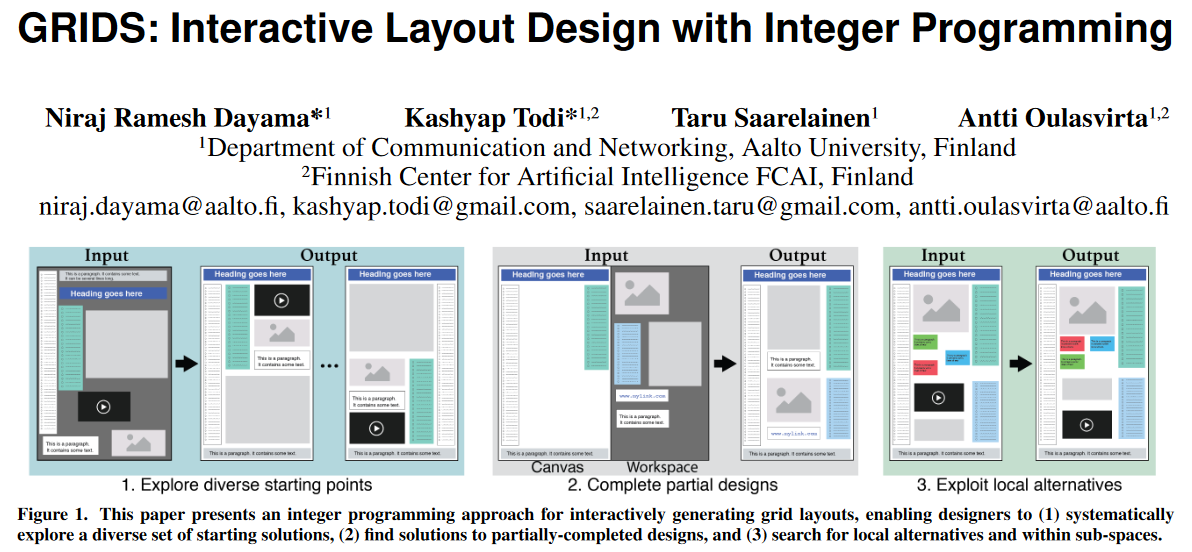 GRIDS: Interactive Layout Design with Integer Programming
Niraj Ramesh Dayama*1 Kashyap Todi*1,2 Taru Saarelainen1 Antti Oulasvirta1,2
1Department of Communication and Networking, Aalto University, Finland
2Finnish Center for Artificial Intelligence FCAI, Finland
niraj.dayama@aalto.fi, kashyap.todi@gmail.com, saarelainen.taru@gmail.com, antti.oulasvirta@aalto.fi
Input Output
This is a paragraph. It contains some text.
Heading goes here
This is a paragraph.
It contains some text.
Heading goes here
This is a paragraph.
It contains some text.
This is a paragraph. It contains some text.
...
Heading goes here
This is a paragraph.
It contains some text.
This is a paragraph. It contains some text.
1. Explore diverse starting points
Input Output
Heading goes here
This is a paragraph. It contains some text.
www.mylink.com
This is a paragraph.
It contains some text.
Canvas Workspace
Heading goes here
This is a paragraph.
It contains some text.
www.mylink.com
This is a paragraph. It contains some text.
2. Complete partial designs
Input Output
Heading goes here
This is a paragraph. It contains some text.
Heading goes here
This is a paragraph. It contains some text.
3. Exploit local alternatives
Figure 1. This paper presents an integer programming approach for interactively generating grid layouts, enabling designers to (1) systematically
explore a diverse set of starting solutions, (2) find solutions to partially-completed designs, and (3) search for local alternatives and within sub-spaces.